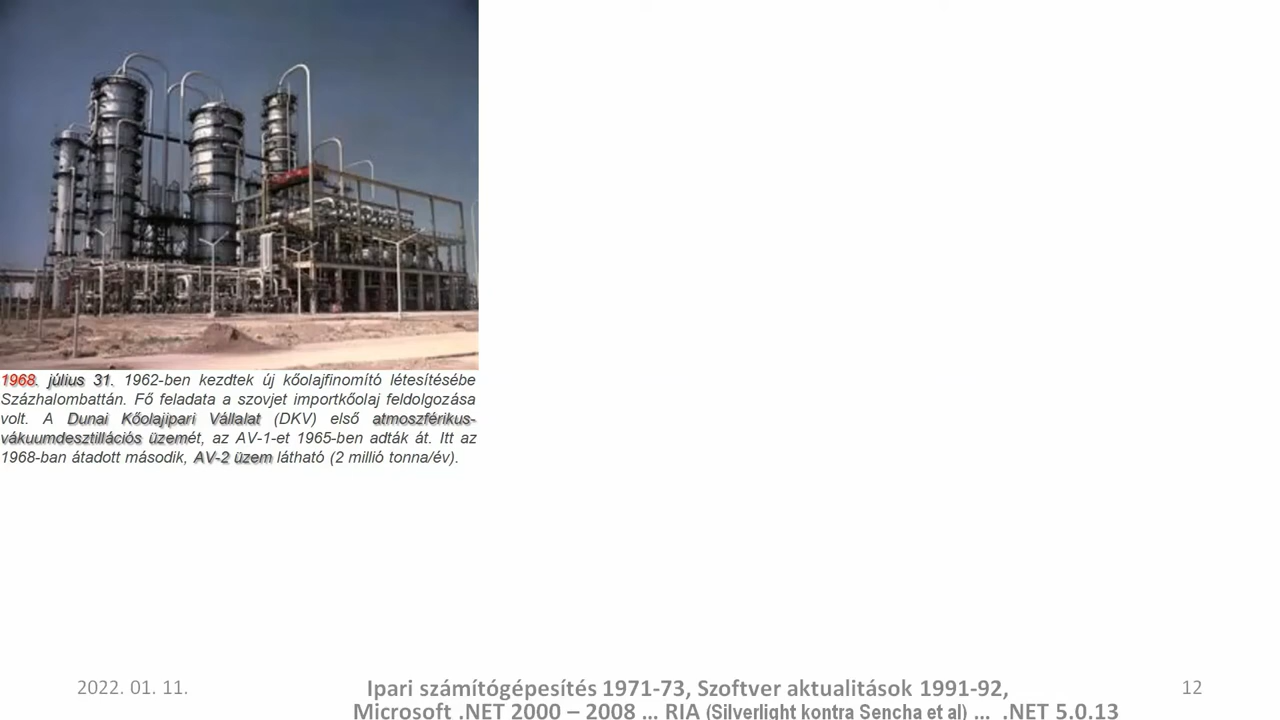 1968. július 31. 1962-ben kezdtek új kőolajfinomító létesítésébe
Százhalombattán. Fő feladata a szovjet importkőolaj feldolgozása
volt. A Dunai Kőolajipari Vállalat (DKV) első atmoszférikus-
vákuumdesztillációs üzemét, az AV-1-et 1965-ben adták át. Itt az
1968-ban átadott második, AV-2 üzem látható (2 millió tonna/év).
2022. 01. 11.
Ipari számítógépesítés 1971-73, Szoftver aktualitások 1991-92,
Microsoft .NET 2000 – 2008 ... RIA (Silverlight kontra Sencha et al) ... .NET 5.0.13
12